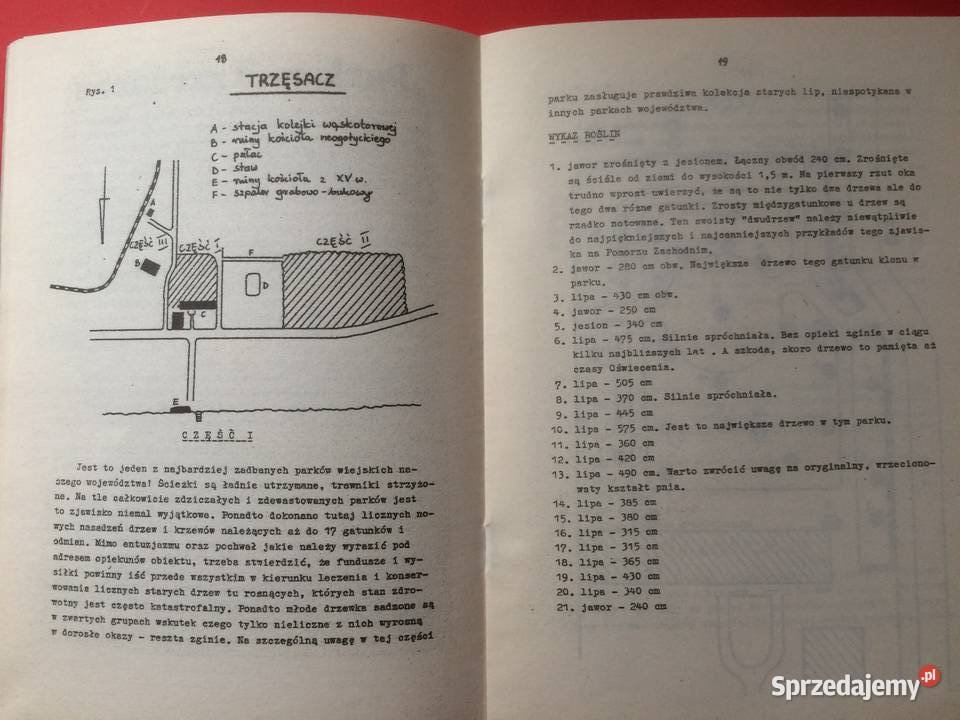 18
Rys. 1
TRZĘSACZ
A - stacja kolejki wąskotorowej
B - ruiny kościoła neogotyckiego
C - pałac
D - staw
E - ruiny kościoła z XV w.
F - szpaler grabowo-bukowy
A
CZĘŚĆ III
B
CZĘŚĆ I
F
CZĘŚĆ II
D
C
E
CZĘŚĆ I
Jest to jeden z najbardziej zadbanych parków wiejskich na-
szego województwa! Ścieżki są ładnie utrzymane, trawniki strzyżo-
ne. Na tle całkowicie zdziczałych i zdewastowanych parków jest
to zjawisko niemal wyjątkowe. Ponadto dokonano tutaj licznych no-
wych nasadzeń drzew i krzewów należących aż do 17 gatunków i
odmian. Mimo entuzjazmu oraz pochwał jakie należy wyrazić pod
adresem opiekunów obiektu, trzeba stwierdzić, że fundusze i wy-
siłki powinny iść przede wszystkim w kierunku leczenia i konser-
wowania licznych starych drzew tu rosnących, których stan zdro-
wotny jest często katastrofalny. Ponadto młode drzewka sadzone są
w zwartych grupach wskutek czego tylko nieliczne z nich wyrosną
w dorosłe okazy - reszta zginie. Na szczególną uwagę w tej części
19
parku zasługuje prawdziwa kolekcja starych lip, niespotykana w
innych parkach województwa.
WYKAZ ROŚLIN
1. jawor zrośnięty z jesionem. Łączny obwód 240 cm. Zrośnięte
są ściśle od ziemi do wysokości 1,5 m. Na pierwszy rzut oka
trudno wprost uwierzyć, że są to nie tylko dwa drzewa ale do
tego dwa różne gatunki. Zrosty międzygatunkowe u drzew są
rzadko notowane. Ten swoisty "dwudrzew" należy niewątpliwie
do najpiękniejszych i najcenniejszych przykładów tego zjawis-
ka na Pomorzu Zachodnim.
2. jawor - 280 cm obw. Największe drzewo tego gatunku klonu w
parku.
3. lipa - 430 cm obw.
4. jawor - 250 cm
5. jesion - 340 cm
6. lipa - 475 cm. Silnie spróchniała. Bez opieki zginie w ciągu
kilku najbliższych lat . A szkoda, skoro drzewo to pamięta aż
czasy Oświecenia.
7. lipa - 505 cm
8. lipa - 370 cm. Silnie spróchniała.
9. lipa - 445 cm
10. lipa - 575 cm. Jest to największe drzewo w tym parku.
11. lipa - 360 cm
12. lipa - 420 cm
13. lipa - 490 cm. Warto zwrócić uwagę na oryginalny, wrzeciono-
waty kształt pnia.
14. lipa - 385 cm
15. lipa - 380 cm
16. lipa - 315 cm
17. lipa - 315 cm
18. lipa - 365 cm
19. lipa - 430 cm
20. lipa - 340 cm
21. jawor - 240 cm
Sprzedajemy.pl